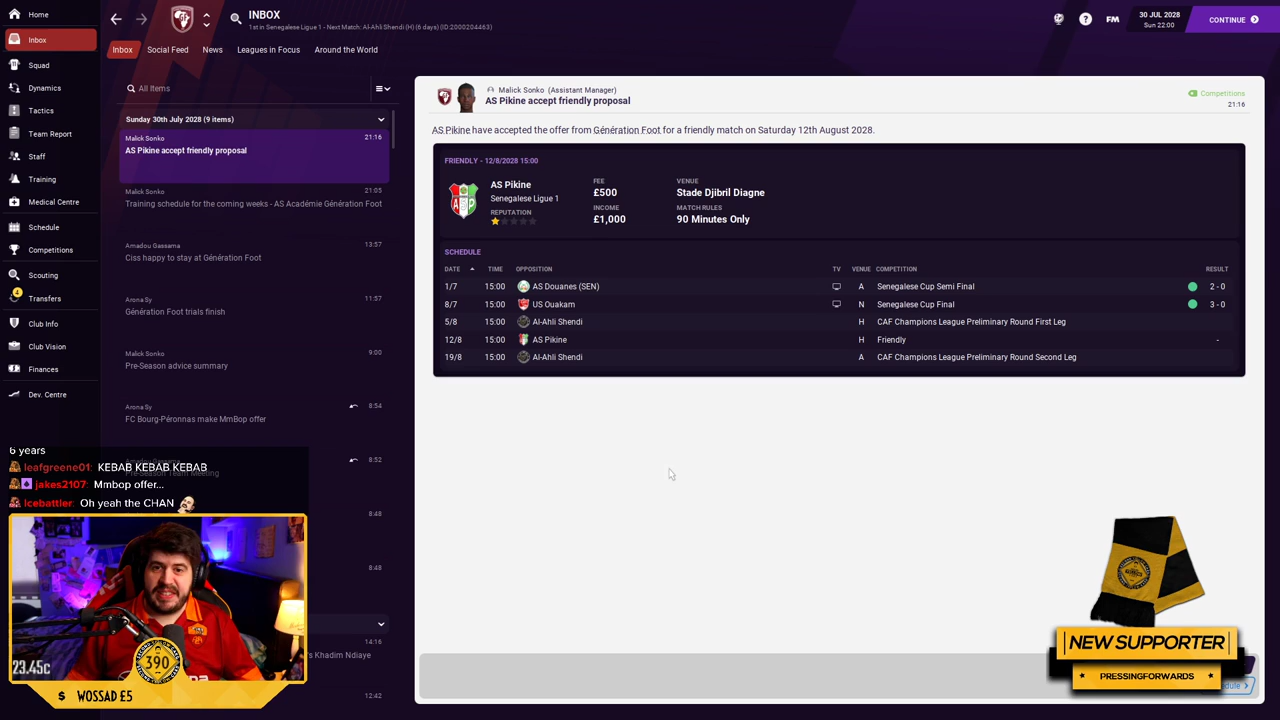 Home
Inbox
Squad
Dynamics
Tactics
Team Report
Staff
Training
Medical Centre
Schedule
Competitions
Scouting
Transfers
Club Info
Club Vision
Finances
Dev. Centre
INBOX
1st in Senegalese Ligue 1 - Next Match: Al-Ahli Shendi (H) (6 days) (ID:2000204463)
? FM 30 JUL 2028 Sun 22:00 CONTINUE
Inbox Social Feed News Leagues in Focus Around the World
All Items
Sunday 30th July 2028 (9 items)
Malick Sonko 21:16
AS Pikine accept friendly proposal
Malick Sonko 21:05
Training schedule for the coming weeks - AS Académie Génération Foot
Amadou Gassama 13:57
Ciss happy to stay at Génération Foot
Arona Sy 11:57
Génération Foot trials finish
Malick Sonko 9:00
Pre-Season advice summary
Arona Sy 8:54
FC Bourg-Péronnas make MmBop offer
8:52
8:48
8:48
14:16
s Khadim Ndiaye
12:42
Malick Sonko (Assistant Manager)
AS Pikine accept friendly proposal
Competitions
21:16
AS Pikine have accepted the offer from Génération Foot for a friendly match on Saturday 12th August 2028.
FRIENDLY - 12/8/2028 15:00
AS Pikine
Senegalese Ligue 1
REPUTATION
FEE
£500
INCOME
£1,000
VENUE
Stade Djibril Diagne
MATCH RULES
90 Minutes Only
SCHEDULE
DATE TIME OPPOSITION TV VENUE COMPETITION RESULT
1/7 15:00 AS Douanes (SEN) A Senegalese Cup Semi Final 2 - 0
8/7 15:00 US Ouakam N Senegalese Cup Final 3 - 0
5/8 15:00 Al-Ahli Shendi H CAF Champions League Preliminary Round First Leg
12/8 15:00 AS Pikine H Friendly -
19/8 15:00 Al-Ahli Shendi A CAF Champions League Preliminary Round Second Leg
6 years
leafgreene01: KEBAB KEBAB KEBAB
jakes2107: Mmbop offer...
Icebattler: Oh yeah the CHAN
23.45c
390
$ WOSSAD £5
NEW SUPPORTER
PRESSINGFORWARDS